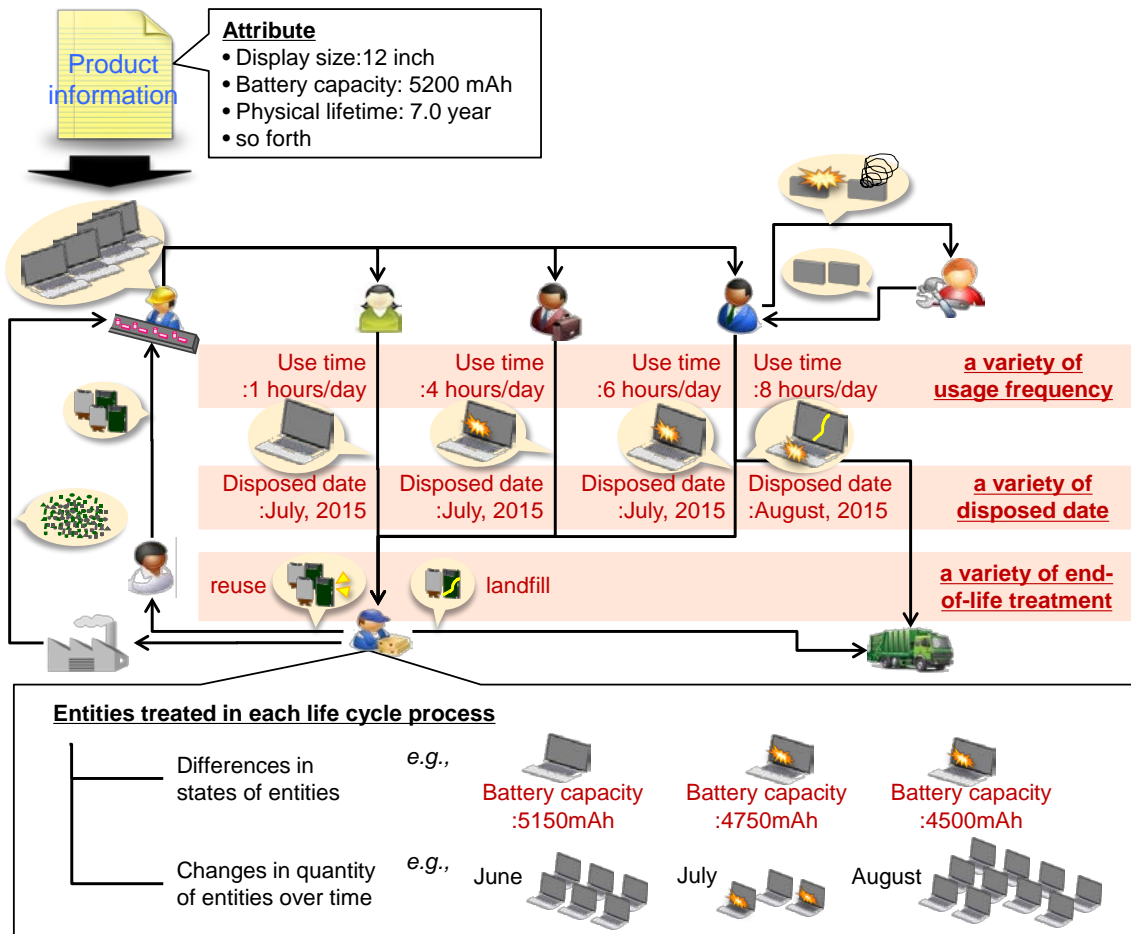 Product
information
Attribute
• Display size:12 inch
• Battery capacity: 5200 mAh
• Physical lifetime: 7.0 year
• so forth
Use time
:1 hours/day
Use time
:4 hours/day
Use time
:6 hours/day
Use time
:8 hours/day
a variety of
usage frequency
Disposed date
:July, 2015
Disposed date
:July, 2015
Disposed date
:July, 2015
Disposed date
:August, 2015
a variety of
disposed date
reuse
landfill
a variety of end-
of-life treatment
Entities treated in each life cycle process
Differences in
states of entities
e.g.,
Battery capacity
:5150mAh
Battery capacity
:4750mAh
Battery capacity
:4500mAh
Changes in quantity
of entities over time
e.g.,
June
July
August